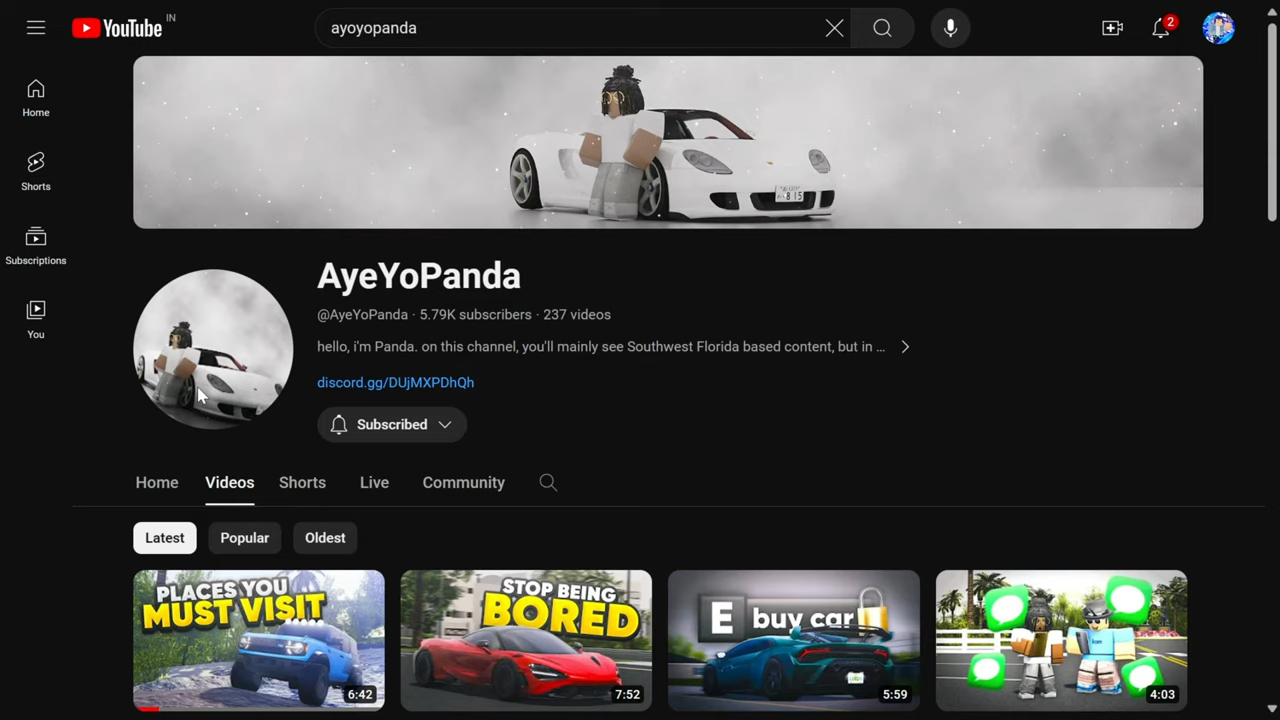 YouTube IN
ayoyopanda
2
Home
Shorts
Subscriptions
You
AyeYoPanda
@AyeYoPanda · 5.79K subscribers · 237 videos
hello, i'm Panda. on this channel, you'll mainly see Southwest Florida based content, but in ...
discord.gg/DUjMXPDhQh
Subscribed
Home Videos Shorts Live Community
Latest Popular Oldest
PLACES YOU
MUST VISIT
6:42
STOP BEING
BORED
7:52
E buy car
5:59
4:03